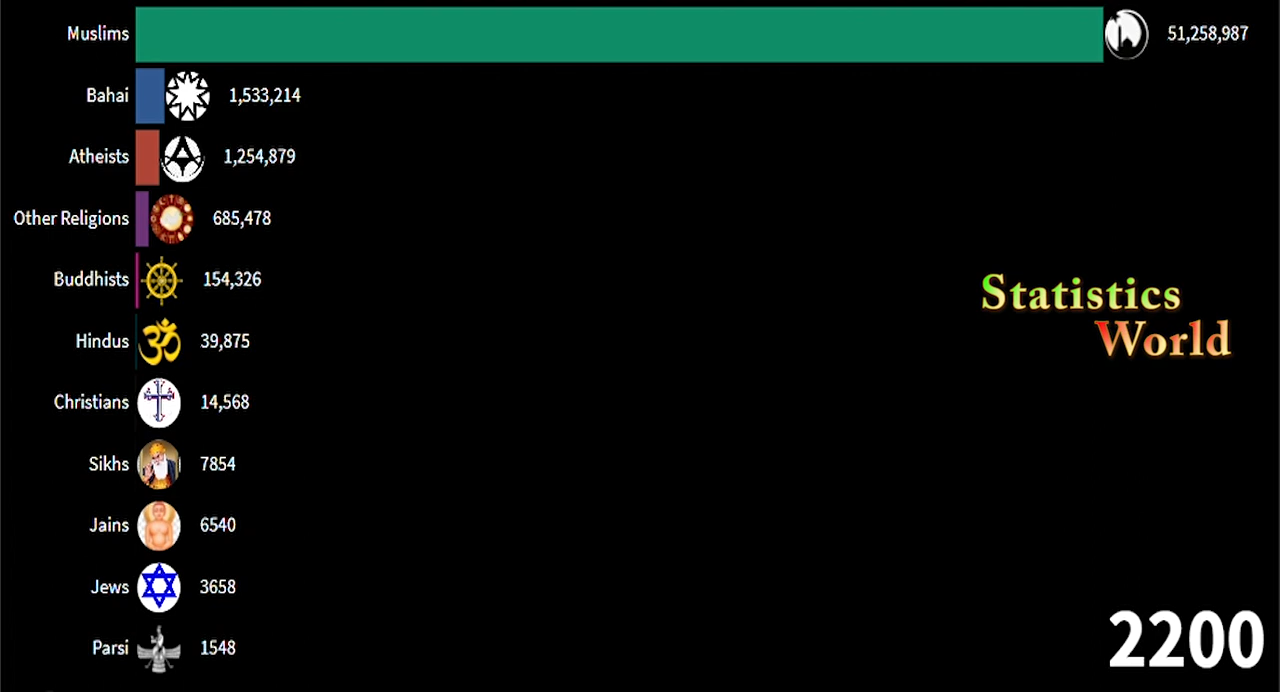 Muslims 51,258,987
Bahai 1,533,214
Atheists 1,254,879
Other Religions 685,478
Buddhists 154,326
Hindus 39,875
Christians 14,568
Sikhs 7854
Jains 6540
Jews 3658
Parsi 1548
Statistics
World
2200